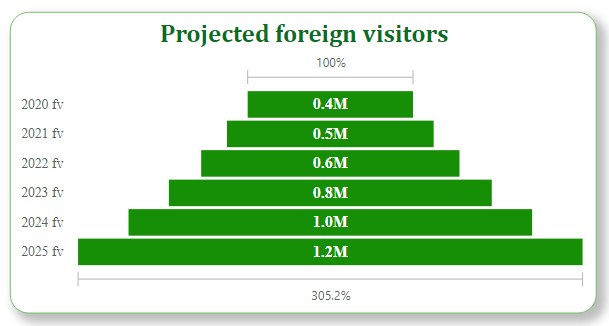 Projected foreign visitors
100%
2020 fv 0.4M
2021 fv 0.5M
2022 fv 0.6M
2023 fv 0.8M
2024 fv 1.0M
2025 fv 1.2M
305.2%